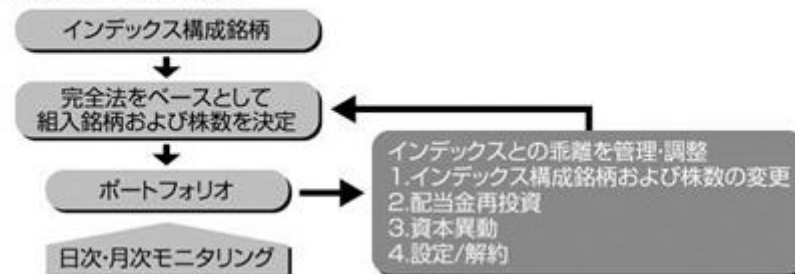 インデックス構成銘柄
完全法をベースとして
組入銘柄および株数を決定
ポートフォリオ
インデックスとの乖離を管理・調整
1.インデックス構成銘柄および株数の変更
2.配当金再投資
3.資本異動
4.設定/解約
日次・月次モニタリング